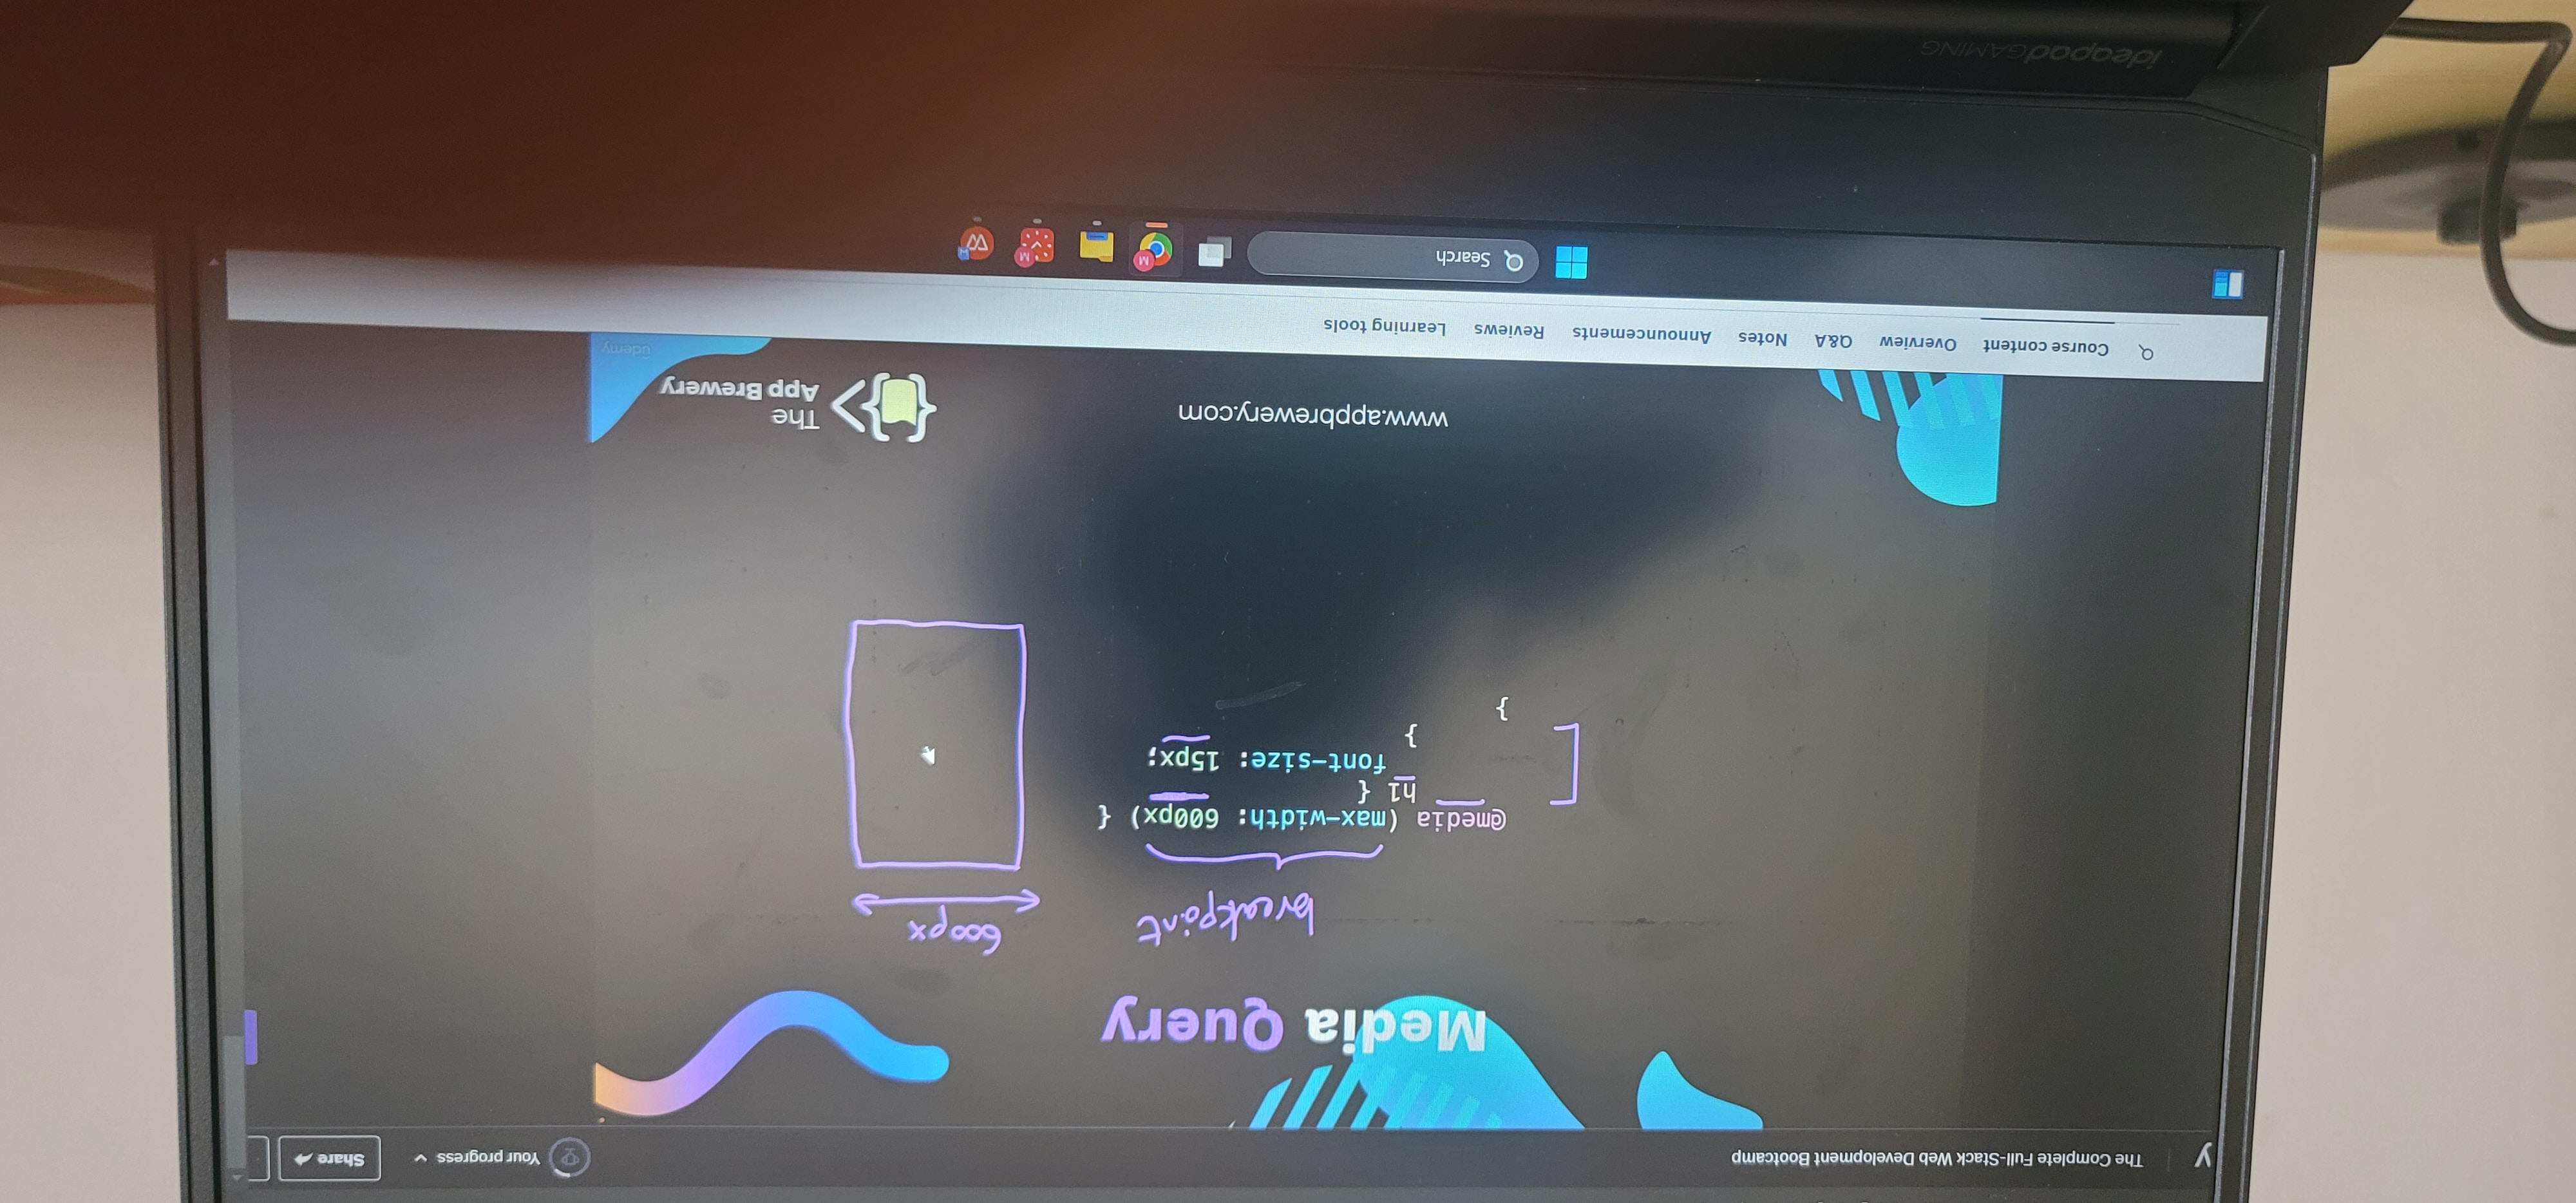 y
The Complete Full-Stack Web Development Bootcamp
Your progress
Share
Media Query
breakpoint
600px
@media (max-width: 600px) {
h1 {
font-size: 15px;
}
}
www.appbrewery.com
The
App Brewery
ûdemy
Course content
Overview
Q&A
Notes
Announcements
Reviews
Learning tools
Search
M
M
W
ideapad GAMING